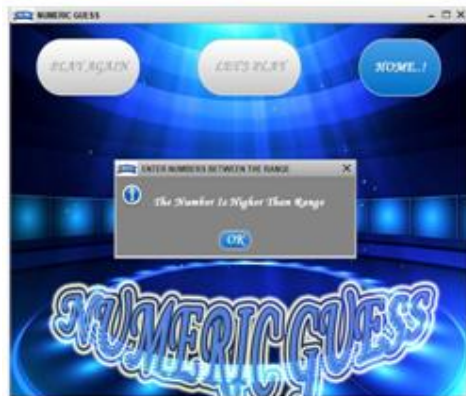 NUMERIC GUESS
PLAY AGAIN
LET'S PLAY
HOME..!
ENTER NUMBERS BETWEEN THE RANGE
The Number Is Higher Than Range
OK
NUMERIC GUESS